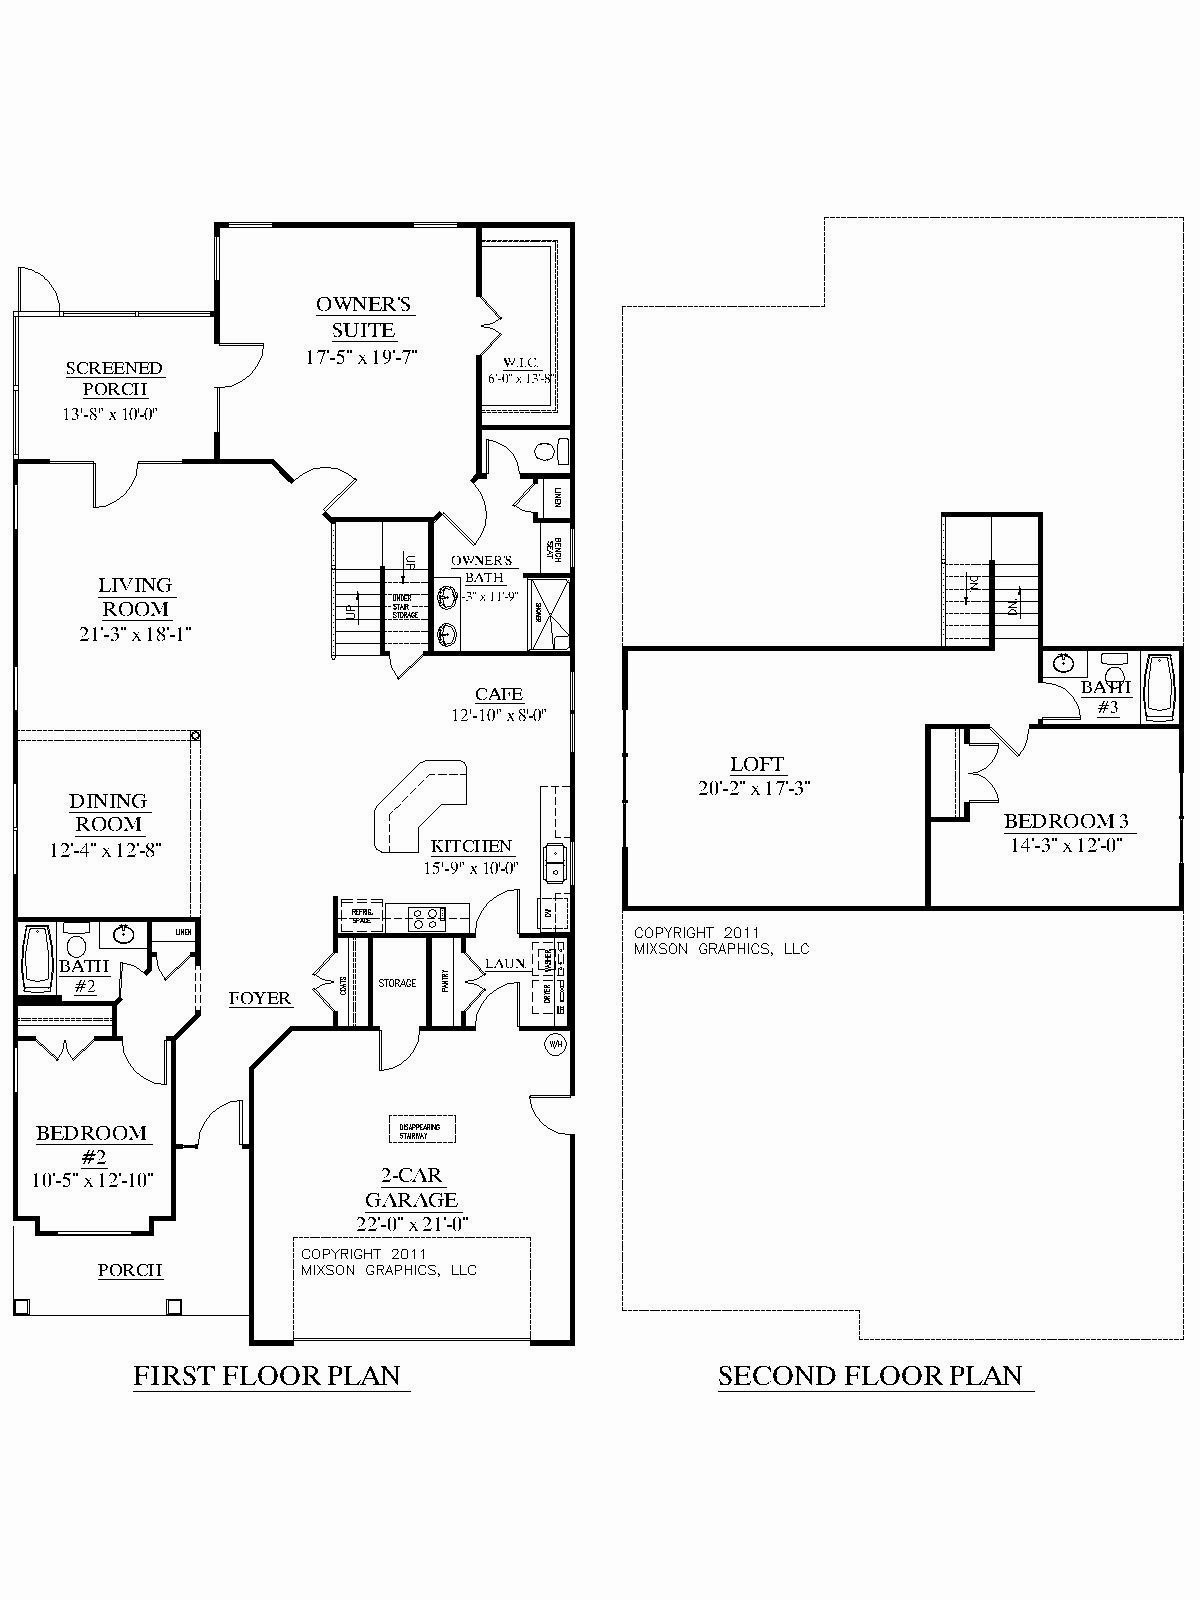 OWNER'S
SUITE
17'-5" x 19'-7"
W.I.C.
6'-0" x 13'-8"
SCREENED
PORCH
13'-8" x 10'-0"
LINEN
BENCH
SEAT
OWNER'S
BATH
-3" x 11'-9"
SHOWER
UP
UP
UNDER
STAIR
STORAGE
LIVING
ROOM
21'-3" x 18'-1"
CAFE
12'-10" x 8'-0"
DINING
ROOM
12'-4" x 12'-8"
KITCHEN
15'-9" x 10'-0"
REFRIG.
SPACE
DW
LINEN
BATH
#2
FOYER
COATS
STORAGE
PANTRY
LAUN.
WASHER
DRYER
W/H
BEDROOM
#2
10'-5" x 12'-10"
DISAPPEARING
STAIRWAY
2-CAR
GARAGE
22'-0" x 21'-0"
COPYRIGHT 2011
MIXSON GRAPHICS, LLC
PORCH
FIRST FLOOR PLAN
DN.
DN.
BATH
#3
LOFT
20'-2" x 17'-3"
BEDROOM 3
14'-3" x 12'-0"
COPYRIGHT 2011
MIXSON GRAPHICS, LLC
SECOND FLOOR PLAN